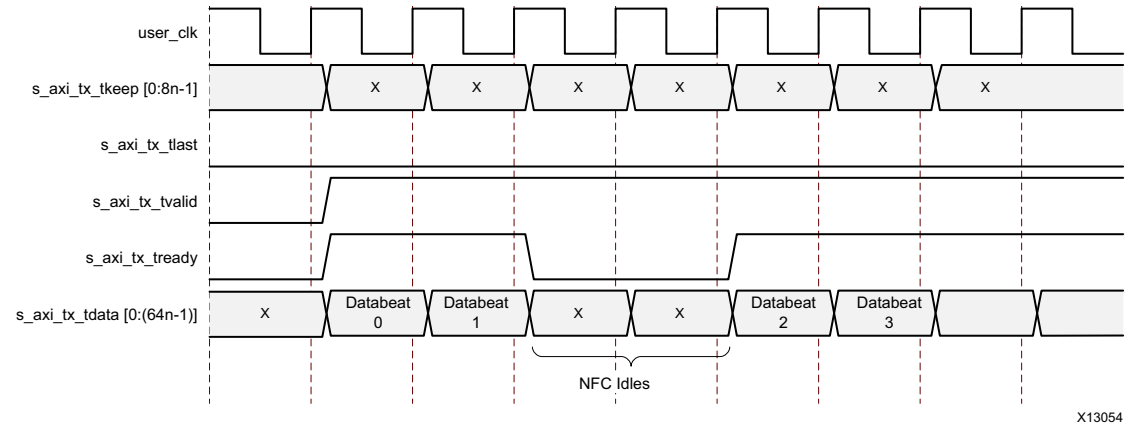 user_clk
s_axi_tx_tkeep [0:8n-1]
X X X X X X X
s_axi_tx_tlast
s_axi_tx_tvalid
s_axi_tx_tready
s_axi_tx_tdata [0:(64n-1)]
X
Databeat
0
Databeat
1
X
X
Databeat
2
Databeat
3
NFC Idles
X13054